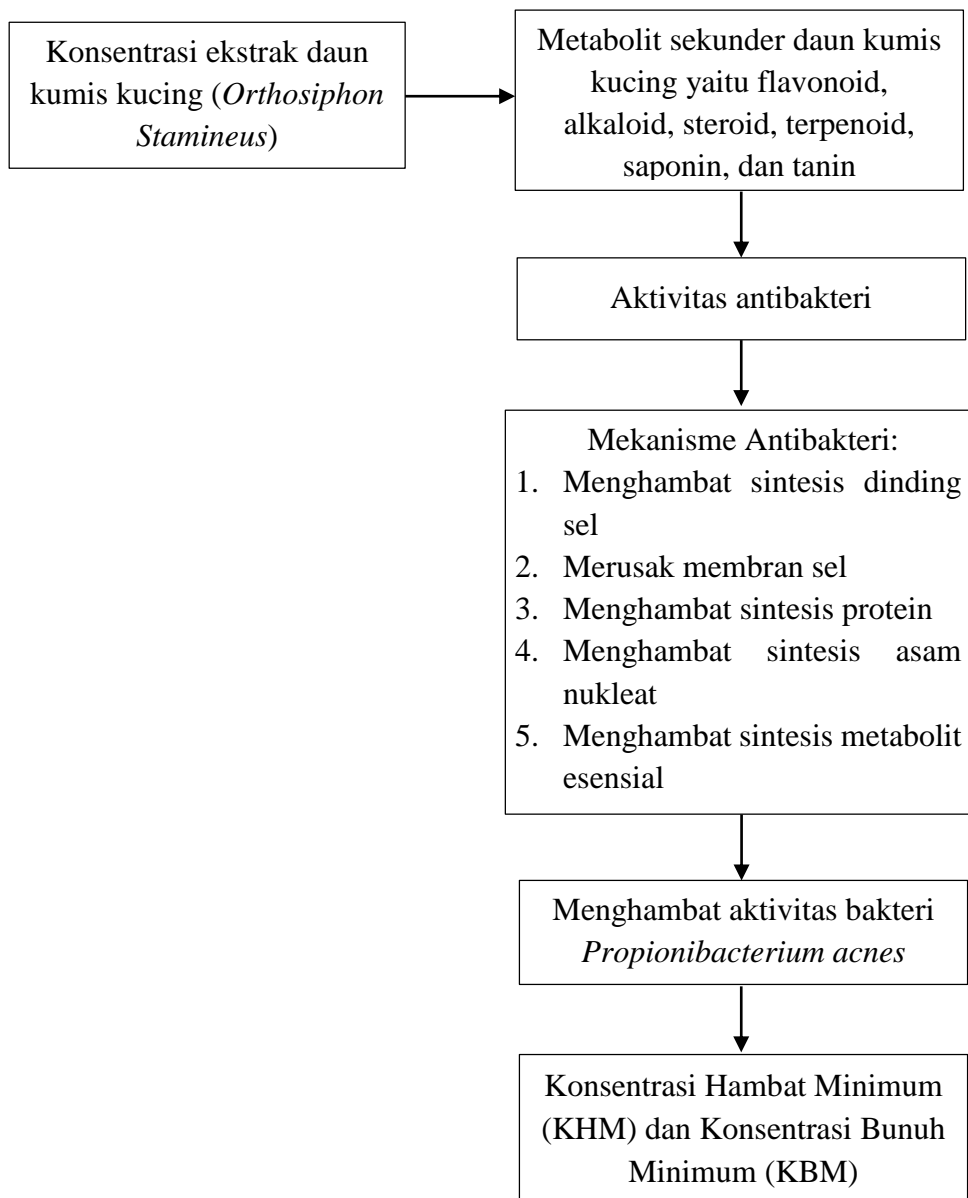 Konsentrasi ekstrak daun
kumis kucing (Orthosiphon
Stamineus)
Metabolit sekunder daun kumis
kucing yaitu flavonoid,
alkaloid, steroid, terpenoid,
saponin, dan tanin
Aktivitas antibakteri
Mekanisme Antibakteri:
1. Menghambat sintesis dinding
sel
2. Merusak membran sel
3. Menghambat sintesis protein
4. Menghambat sintesis asam
nukleat
5. Menghambat sintesis metabolit
esensial
Menghambat aktivitas bakteri
Propionibacterium acnes
Konsentrasi Hambat Minimum
(KHM) dan Konsentrasi Bunuh
Minimum (KBM)